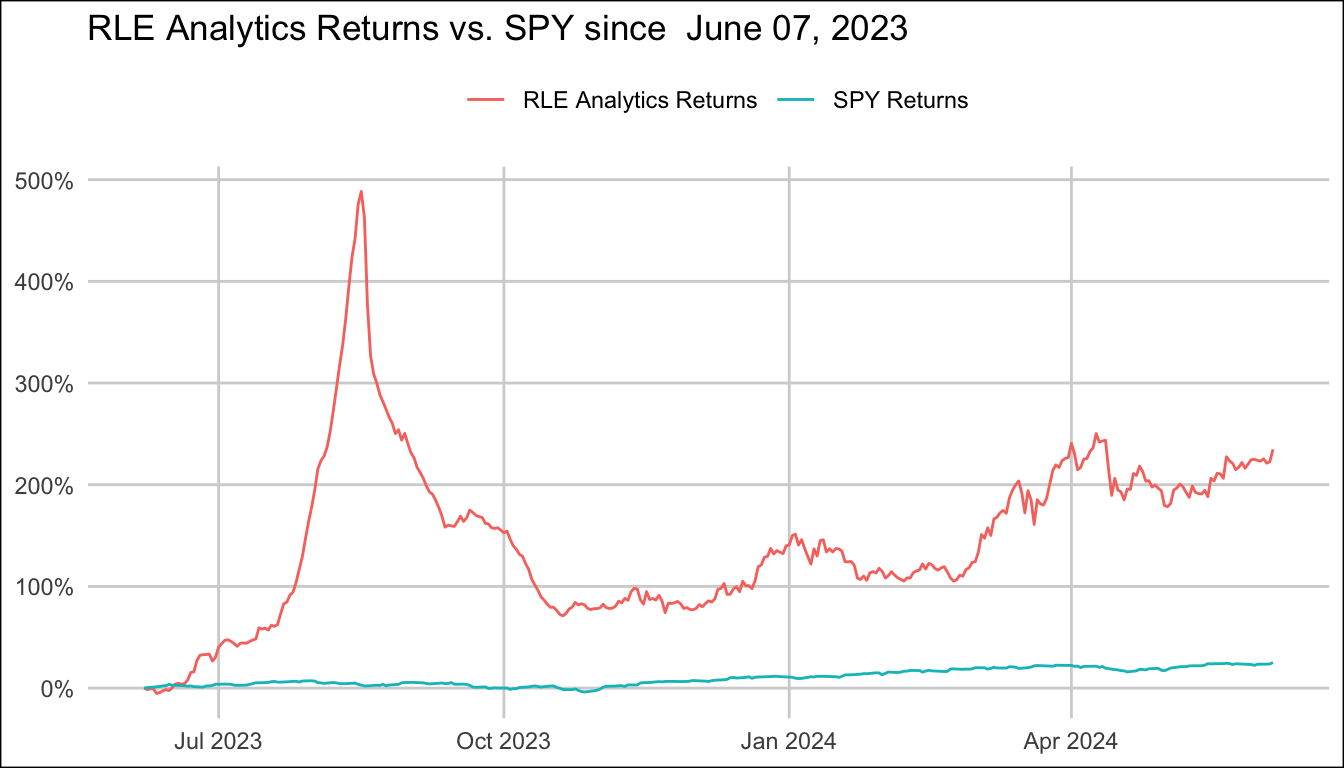 RLE Analytics Returns vs. SPY since  June 07, 2023
RLE Analytics Returns SPY Returns
500%
400%
300%
200%
100%
0%
Jul 2023 Oct 2023 Jan 2024 Apr 2024